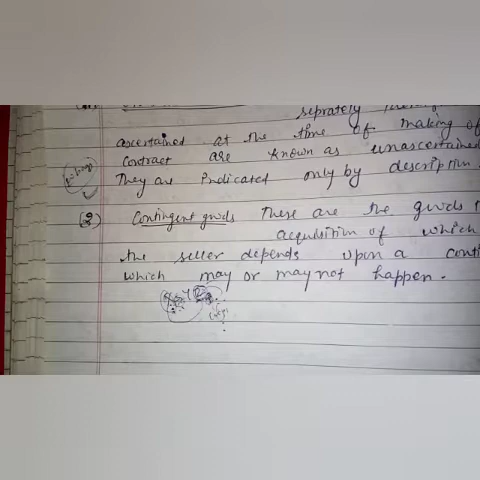 seprately
ascertained at the time of making of
Contract are known as unascertained
They are Indicated only by description.
(2) Contingent goods These are the goods
acquisition of which
the seller depends upon a conti
which may or may not happen.